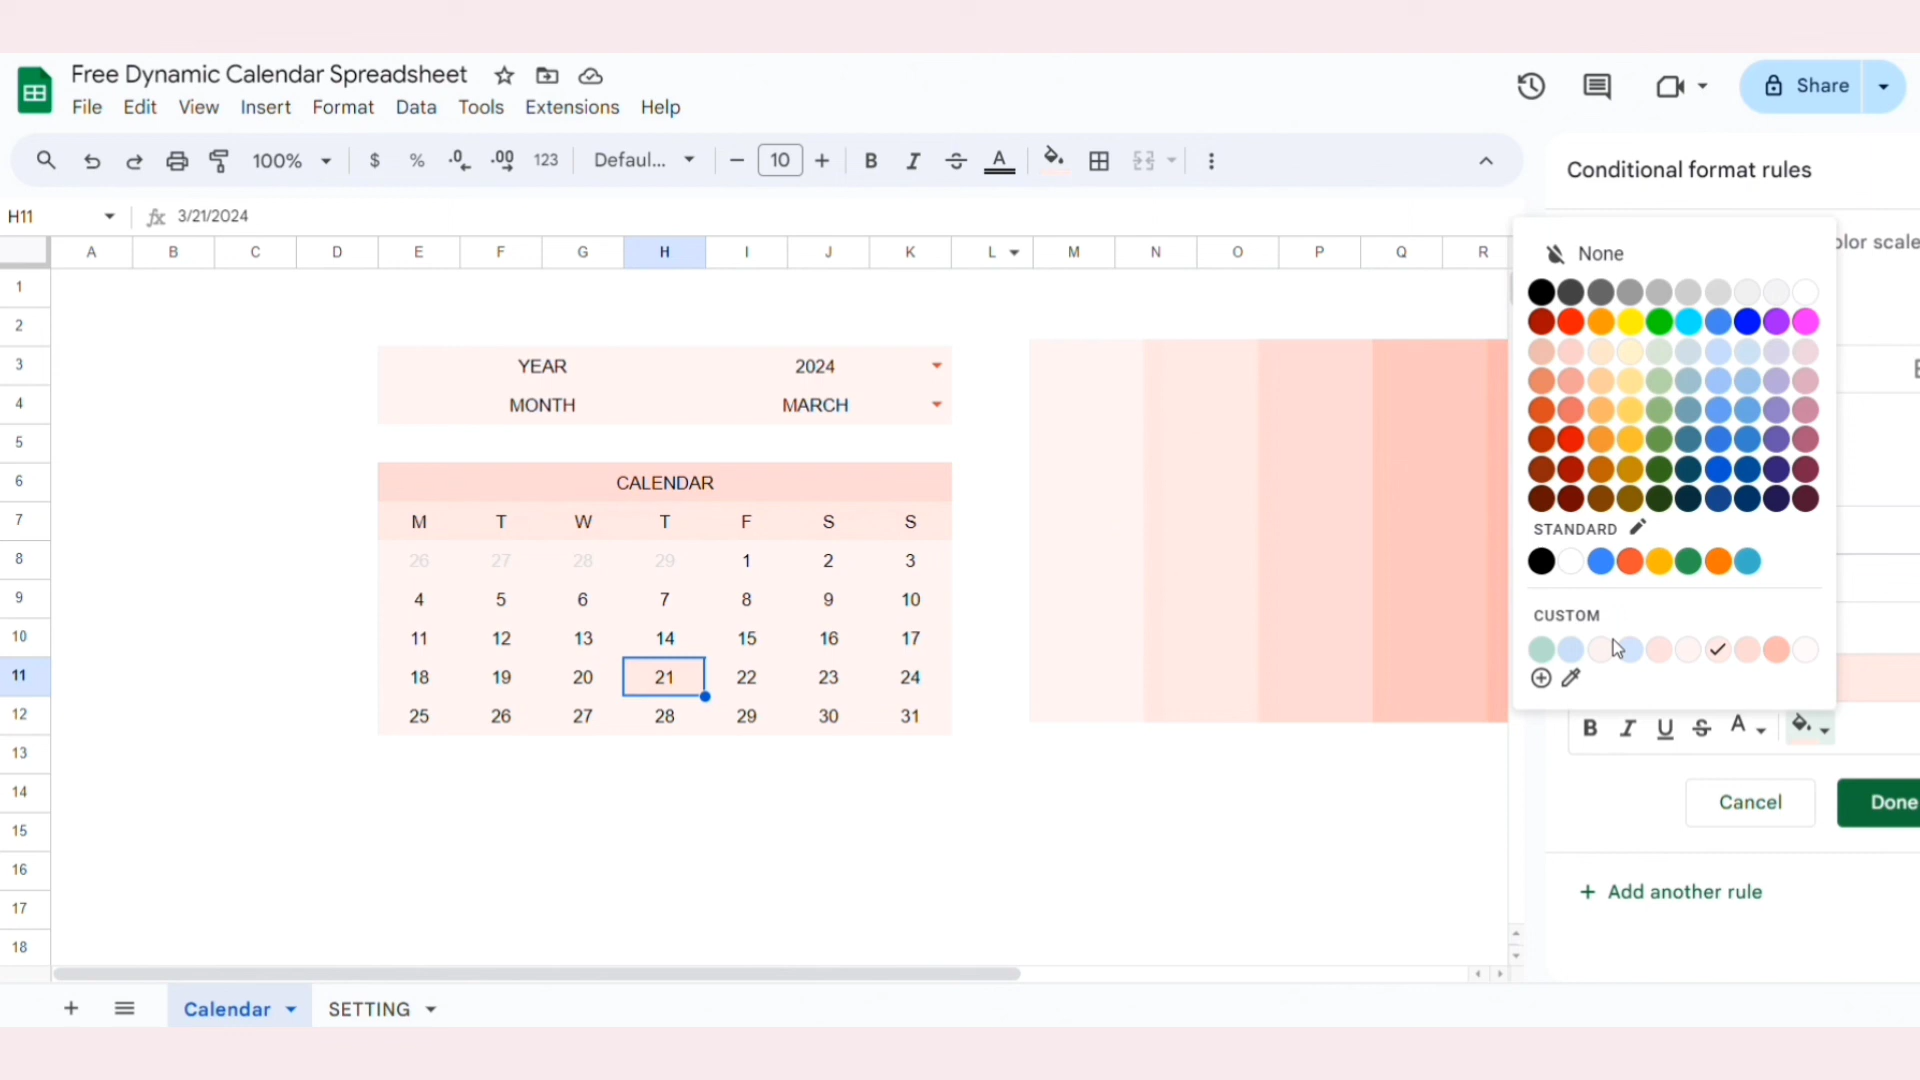 Free Dynamic Calendar Spreadsheet
File Edit View Insert Format Data Tools Extensions Help
Share
100% $ % .0 .00 123 Defaul... 10 B I S A
Conditional format rules
H11 fx 3/21/2024
A B C D E F G H I J K L M N O P Q R
olor scale
None
1
2
3 YEAR 2024
4 MONTH MARCH
5
6 CALENDAR
7 M T W T F S S
8 26 27 28 29 1 2 3
9 4 5 6 7 8 9 10
10 11 12 13 14 15 16 17
11 18 19 20 21 22 23 24
12 25 26 27 28 29 30 31
13
14
15
16
17
18
STANDARD
CUSTOM
B I U S A
Cancel Done
+ Add another rule
Calendar SETTING